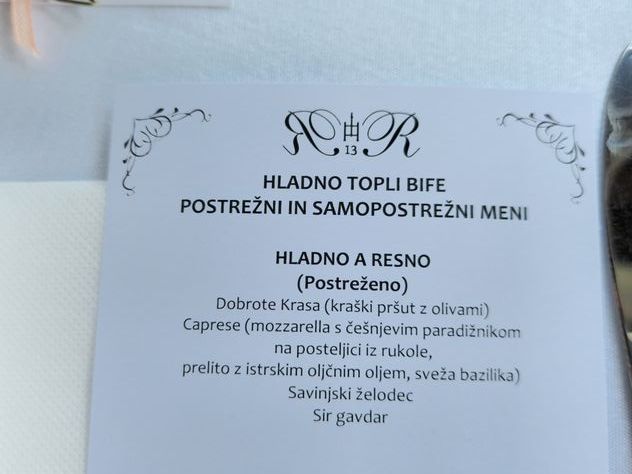 R R
13
HLADNO TOPLI BIFE
POSTREŽNI IN SAMOPOSTREŽNI MENI
HLADNO A RESNO
(Postreženo)
Dobrote Krasa (kraški pršut z olivami)
Caprese (mozzarella s češnjevim paradižnikom
na posteljici iz rukole,
prelito z istrskim oljčnim oljem, sveža bazilika)
Savinjski želodec
Sir gavdar